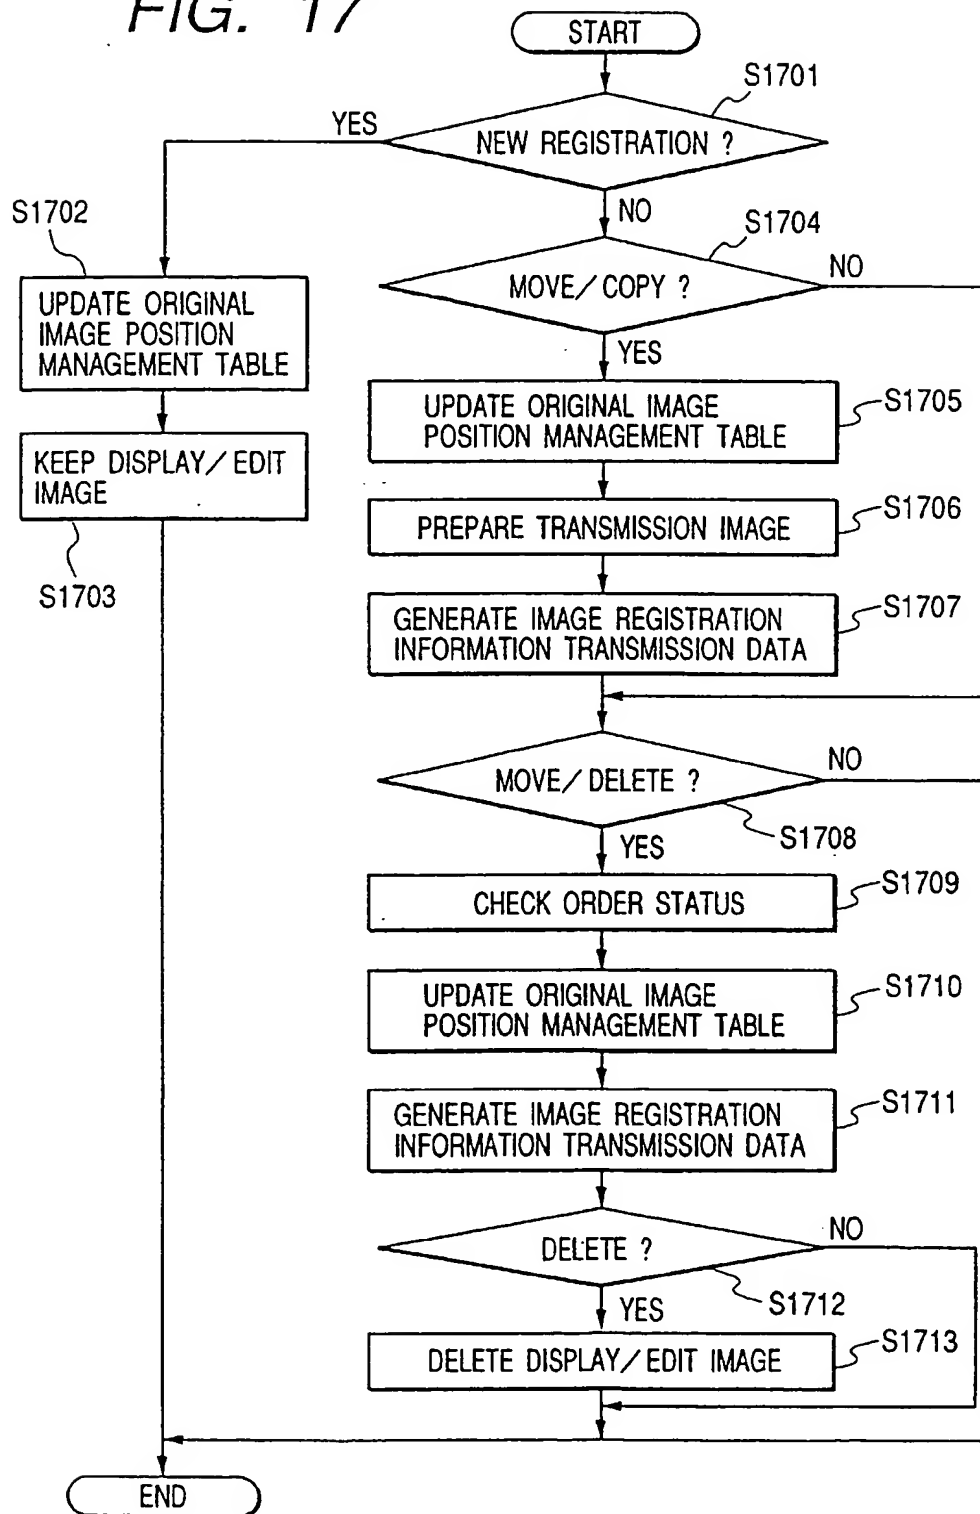 FIG. 17
START
S1701
YES
NEW REGISTRATION ?
S1702
NO
S1704
MOVE/COPY ?
NO
UPDATE ORIGINAL
IMAGE POSITION
MANAGEMENT TABLE
YES
UPDATE ORIGINAL IMAGE
POSITION MANAGEMENT TABLE
S1705
KEEP DISPLAY/EDIT
IMAGE
S1703
PREPARE TRANSMISSION IMAGE
S1706
GENERATE IMAGE REGISTRATION
INFORMATION TRANSMISSION DATA
S1707
MOVE/DELETE ?
NO
S1708
YES
CHECK ORDER STATUS
S1709
UPDATE ORIGINAL IMAGE
POSITION MANAGEMENT TABLE
S1710
GENERATE IMAGE REGISTRATION
INFORMATION TRANSMISSION DATA
S1711
DELETE ?
NO
S1712
YES
DELETE DISPLAY/EDIT IMAGE
S1713
END